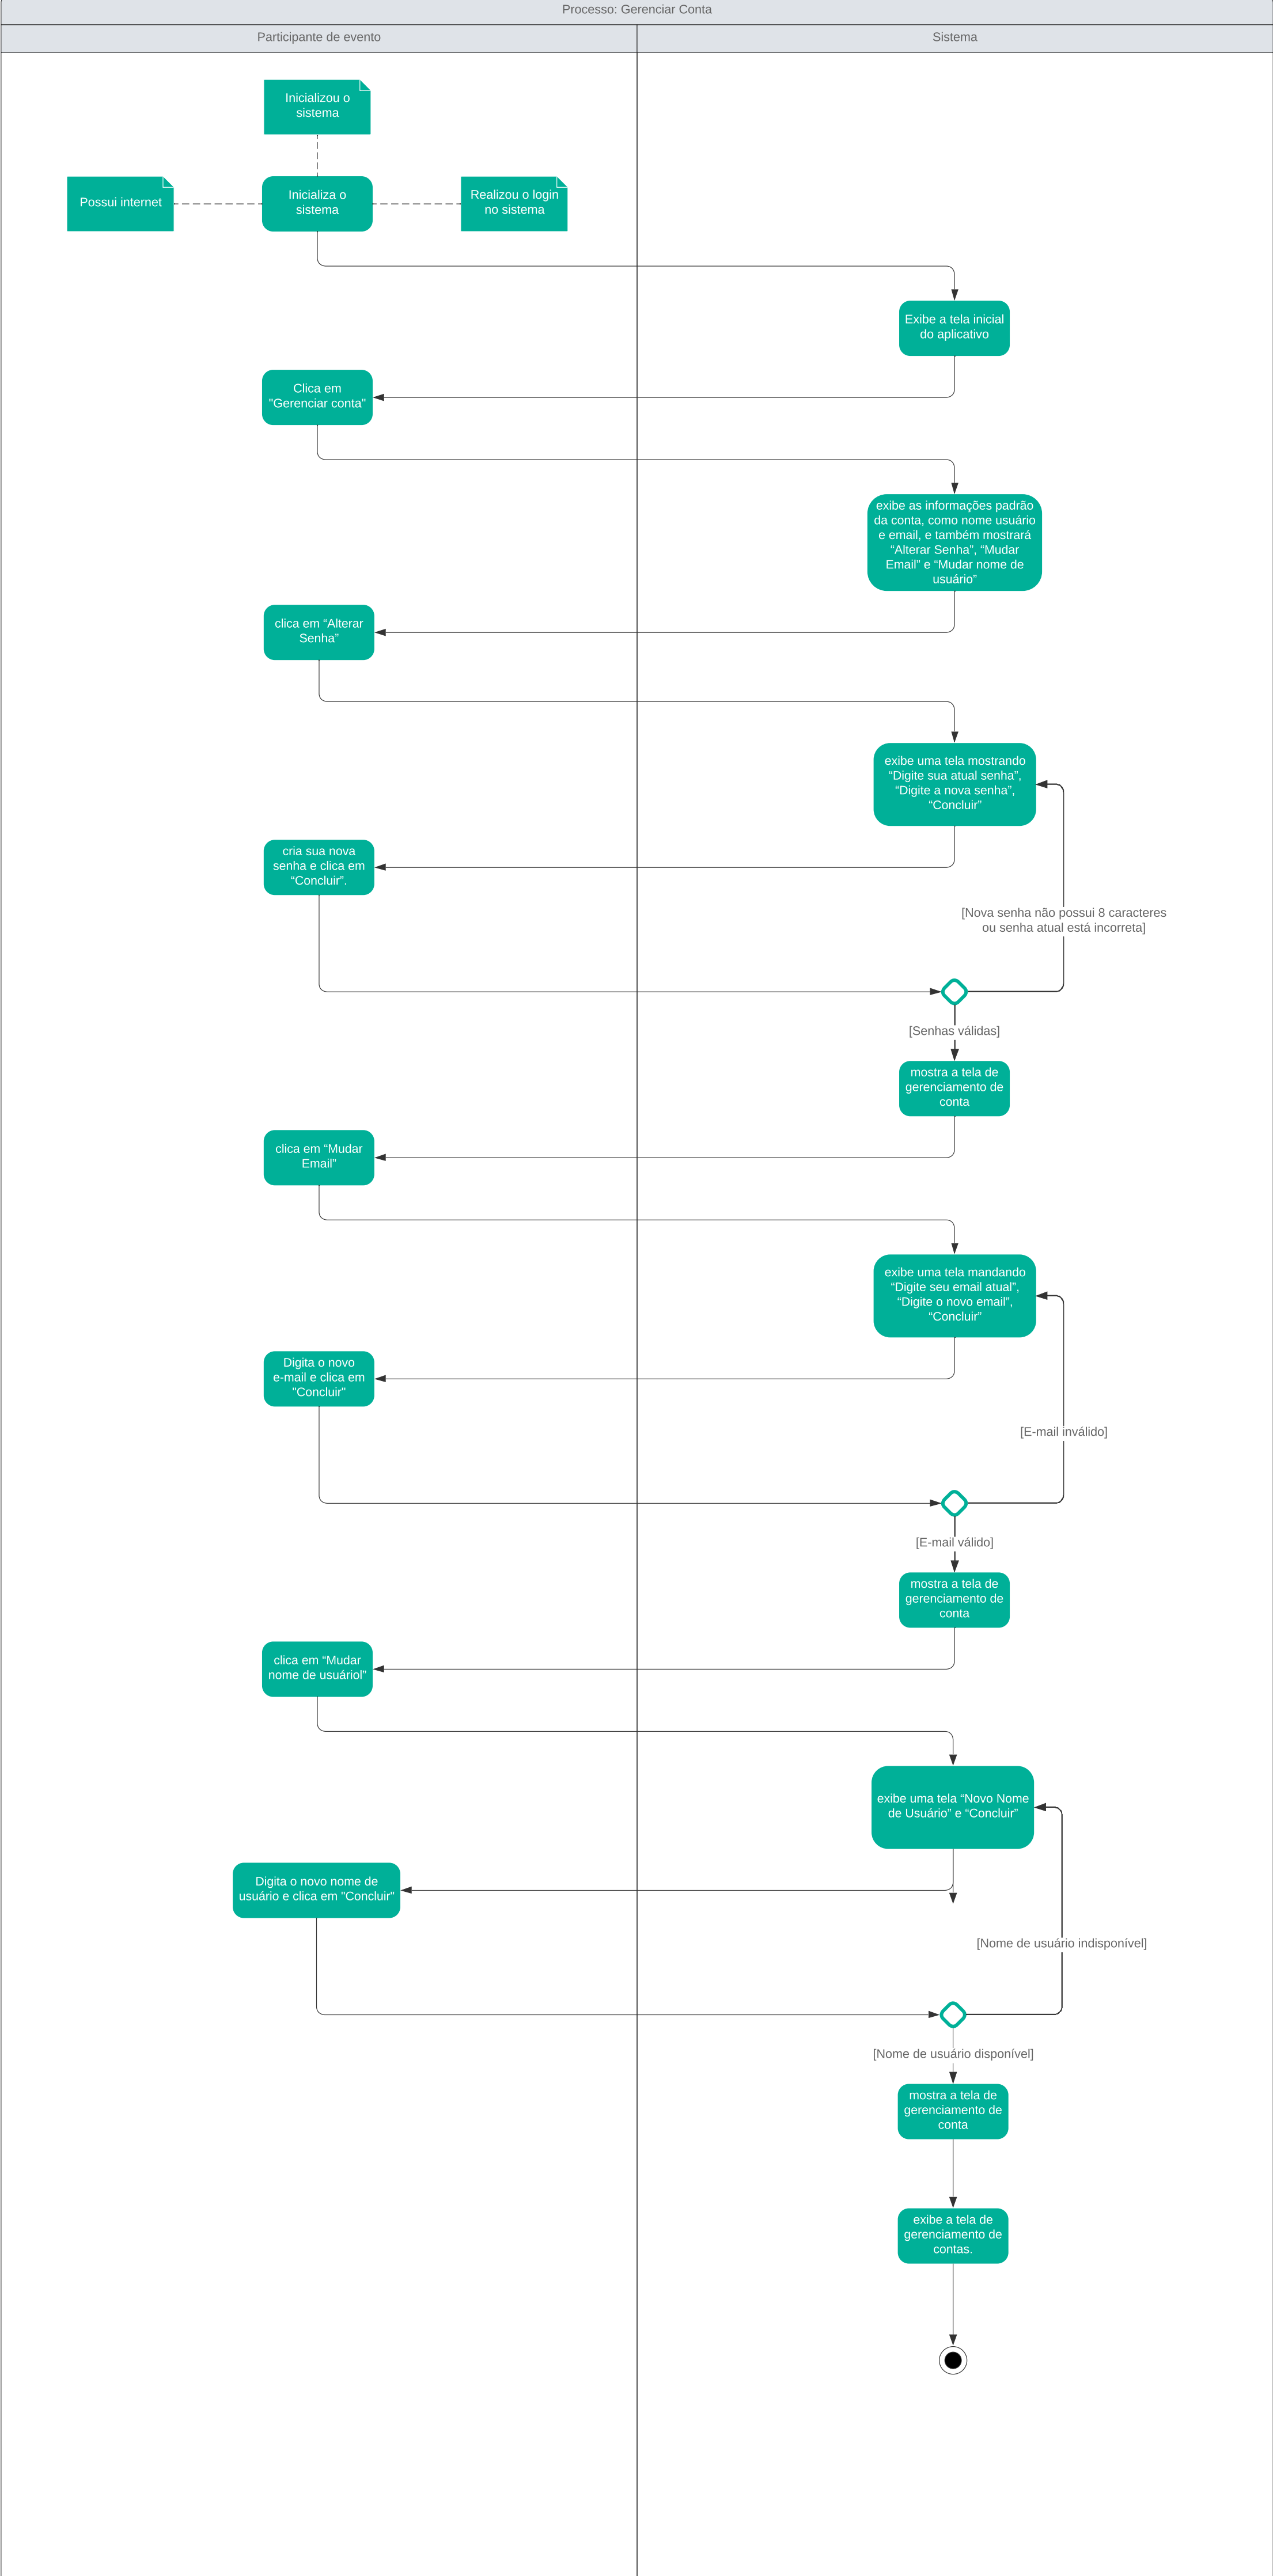 Processo: Gerenciar Conta
Participante de evento
Sistema
Inicializou o
sistema
Possui internet
Inicializa o
sistema
Realizou o login
no sistema
Exibe a tela inicial
do aplicativo
Clica em
"Gerenciar conta"
exibe as informações padrão
da conta, como nome usuário
e email, e também mostrará
“Alterar Senha”, “Mudar
Email” e “Mudar nome de
usuário”
clica em “Alterar
Senha”
exibe uma tela mostrando
“Digite sua atual senha”,
“Digite a nova senha”,
“Concluir”
cria sua nova
senha e clica em
“Concluir”.
[Nova senha não possui 8 caracteres
ou senha atual está incorreta]
[Senhas válidas]
mostra a tela de
gerenciamento de
conta
clica em “Mudar
Email”
exibe uma tela mandando
“Digite seu email atual”,
“Digite o novo email”,
“Concluir”
Digita o novo
e-mail e clica em
"Concluir"
[E-mail inválido]
[E-mail válido]
mostra a tela de
gerenciamento de
conta
clica em “Mudar
nome de usuáriol”
exibe uma tela “Novo Nome
de Usuário” e “Concluir”
Digita o novo nome de
usuário e clica em "Concluir"
[Nome de usuário indisponível]
[Nome de usuário disponível]
mostra a tela de
gerenciamento de
conta
exibe a tela de
gerenciamento de
contas.